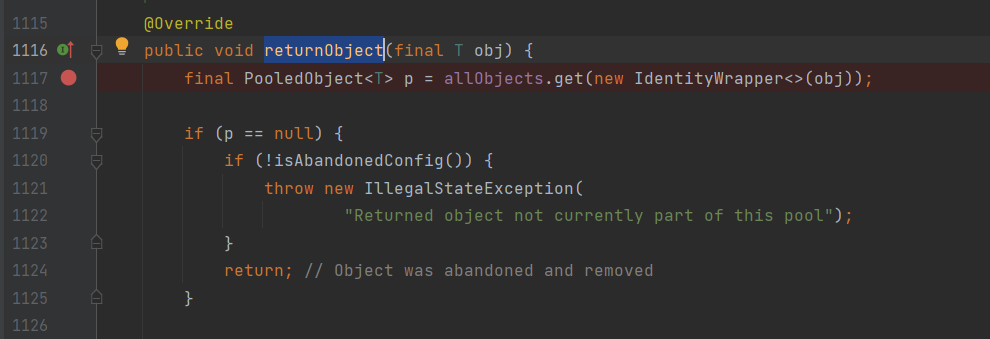 1115 @Override
1116 public void returnObject(final T obj) {
1117 final PooledObject<T> p = allObjects.get(new IdentityWrapper<>(obj));
1118
1119 if (p == null) {
1120 if (!isAbandonedConfig()) {
1121 throw new IllegalStateException(
1122 "Returned object not currently part of this pool");
1123 }
1124 return; // Object was abandoned and removed
1125 }
1126